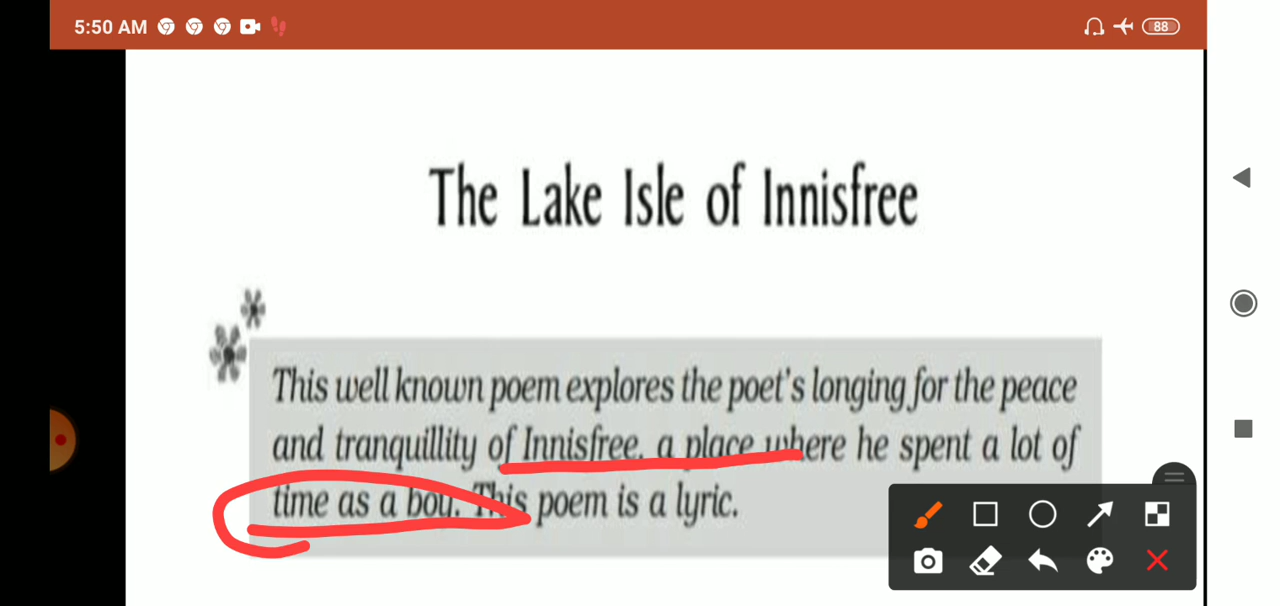 5:50 AM
88
The Lake Isle of Innisfree
This well known poem explores the poet's longing for the peace
and tranquillity of Innisfree, a place where he spent a lot of
time as a boy. This poem is a lyric.